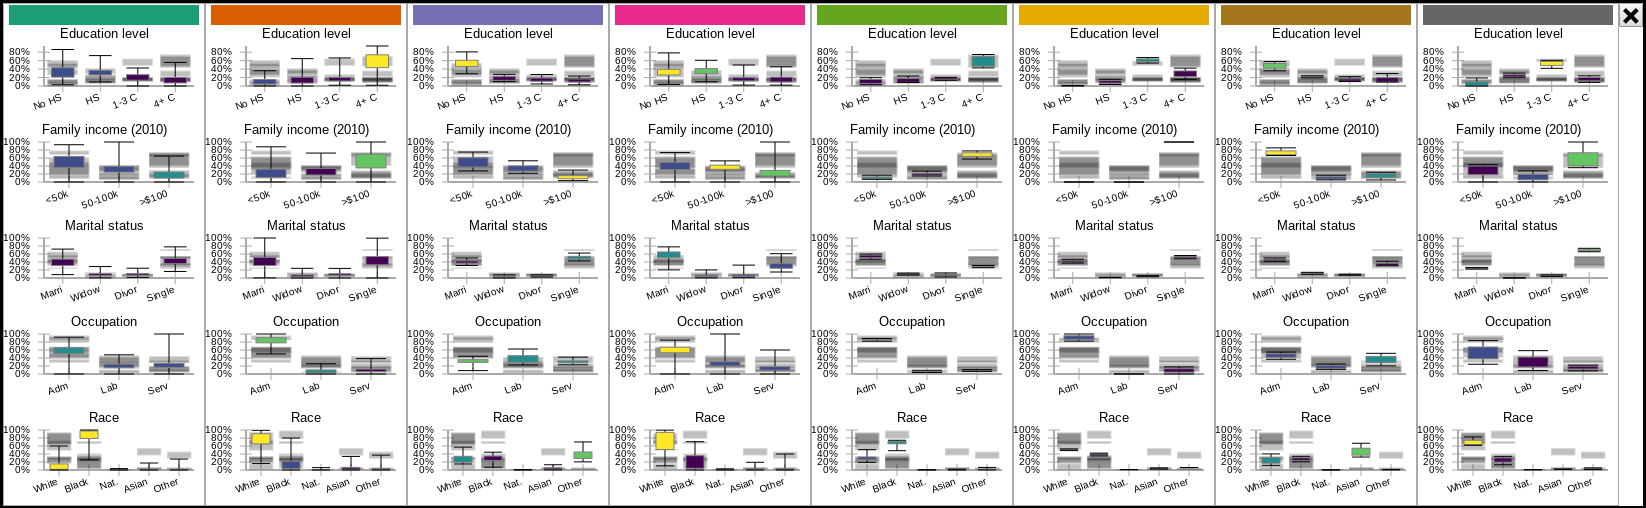 Education level Education level Education level Education level Education level Education level Education level Education level
80% 80% 80% 80% 80% 80% 80% 80%
60% 60% 60% 60% 60% 60% 60% 60%
40% 40% 40% 40% 40% 40% 40% 40%
20% 20% 20% 20% 20% 20% 20% 20%
0% 0% 0% 0% 0% 0% 0% 0%
No HS HS 1-3 C 4+ C No HS HS 1-3 C 4+ C No HS HS 1-3 C 4+ C No HS HS 1-3 C 4+ C No HS HS 1-3 C 4+ C No HS HS 1-3 C 4+ C No HS HS 1-3 C 4+ C No HS HS 1-3 C 4+ C
Family income (2010) Family income (2010) Family income (2010) Family income (2010) Family income (2010) Family income (2010) Family income (2010) Family income (2010)
100% 100% 100% 100% 100% 100% 100% 100%
80% 80% 80% 80% 80% 80% 80% 80%
60% 60% 60% 60% 60% 60% 60% 60%
40% 40% 40% 40% 40% 40% 40% 40%
20% 20% 20% 20% 20% 20% 20% 20%
0% 0% 0% 0% 0% 0% 0% 0%
<50k 50-100k >$100 <50k 50-100k >$100 <50k 50-100k >$100 <50k 50-100k >$100 <50k 50-100k >$100 <50k 50-100k >$100 <50k 50-100k >$100 <50k 50-100k >$100
Marital status Marital status Marital status Marital status Marital status Marital status Marital status Marital status
100% 100% 100% 100% 100% 100% 100% 100%
80% 80% 80% 80% 80% 80% 80% 80%
60% 60% 60% 60% 60% 60% 60% 60%
40% 40% 40% 40% 40% 40% 40% 40%
20% 20% 20% 20% 20% 20% 20% 20%
0% 0% 0% 0% 0% 0% 0% 0%
Marri Widow Divor Single Marri Widow Divor Single Marri Widow Divor Single Marri Widow Divor Single Marri Widow Divor Single Marri Widow Divor Single Marri Widow Divor Single Marri Widow Divor Single
Occupation Occupation Occupation Occupation Occupation Occupation Occupation Occupation
100% 100% 100% 100% 100% 100% 100% 100%
80% 80% 80% 80% 80% 80% 80% 80%
60% 60% 60% 60% 60% 60% 60% 60%
40% 40% 40% 40% 40% 40% 40% 40%
20% 20% 20% 20% 20% 20% 20% 20%
0% 0% 0% 0% 0% 0% 0% 0%
Adm Lab Serv Adm Lab Serv Adm Lab Serv Adm Lab Serv Adm Lab Serv Adm Lab Serv Adm Lab Serv Adm Lab Serv
Race Race Race Race Race Race Race Race
100% 100% 100% 100% 100% 100% 100% 100%
80% 80% 80% 80% 80% 80% 80% 80%
60% 60% 60% 60% 60% 60% 60% 60%
40% 40% 40% 40% 40% 40% 40% 40%
20% 20% 20% 20% 20% 20% 20% 20%
0% 0% 0% 0% 0% 0% 0% 0%
White Black Nat. Asian Other White Black Nat. Asian Other White Black Nat. Asian Other White Black Nat. Asian Other White Black Nat. Asian Other White Black Nat. Asian Other White Black Nat. Asian Other White Black Nat. Asian Other